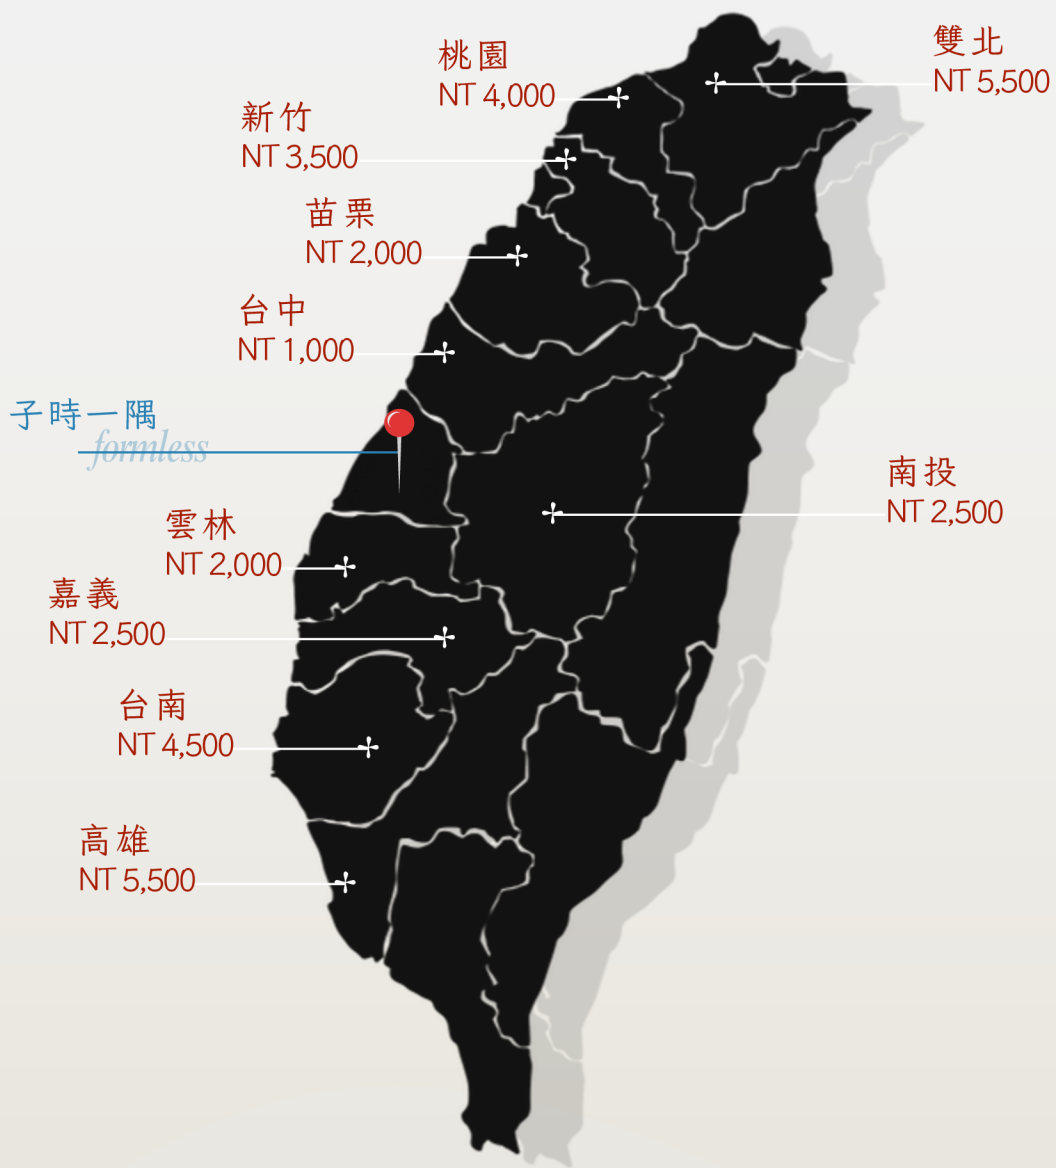 雙北
NT 5,500
桃園
NT 4,000
新竹
NT 3,500
苗栗
NT 2,000
台中
NT 1,000
子時一隅
formless
南投
NT 2,500
雲林
NT 2,000
嘉義
NT 2,500
台南
NT 4,500
高雄
NT 5,500